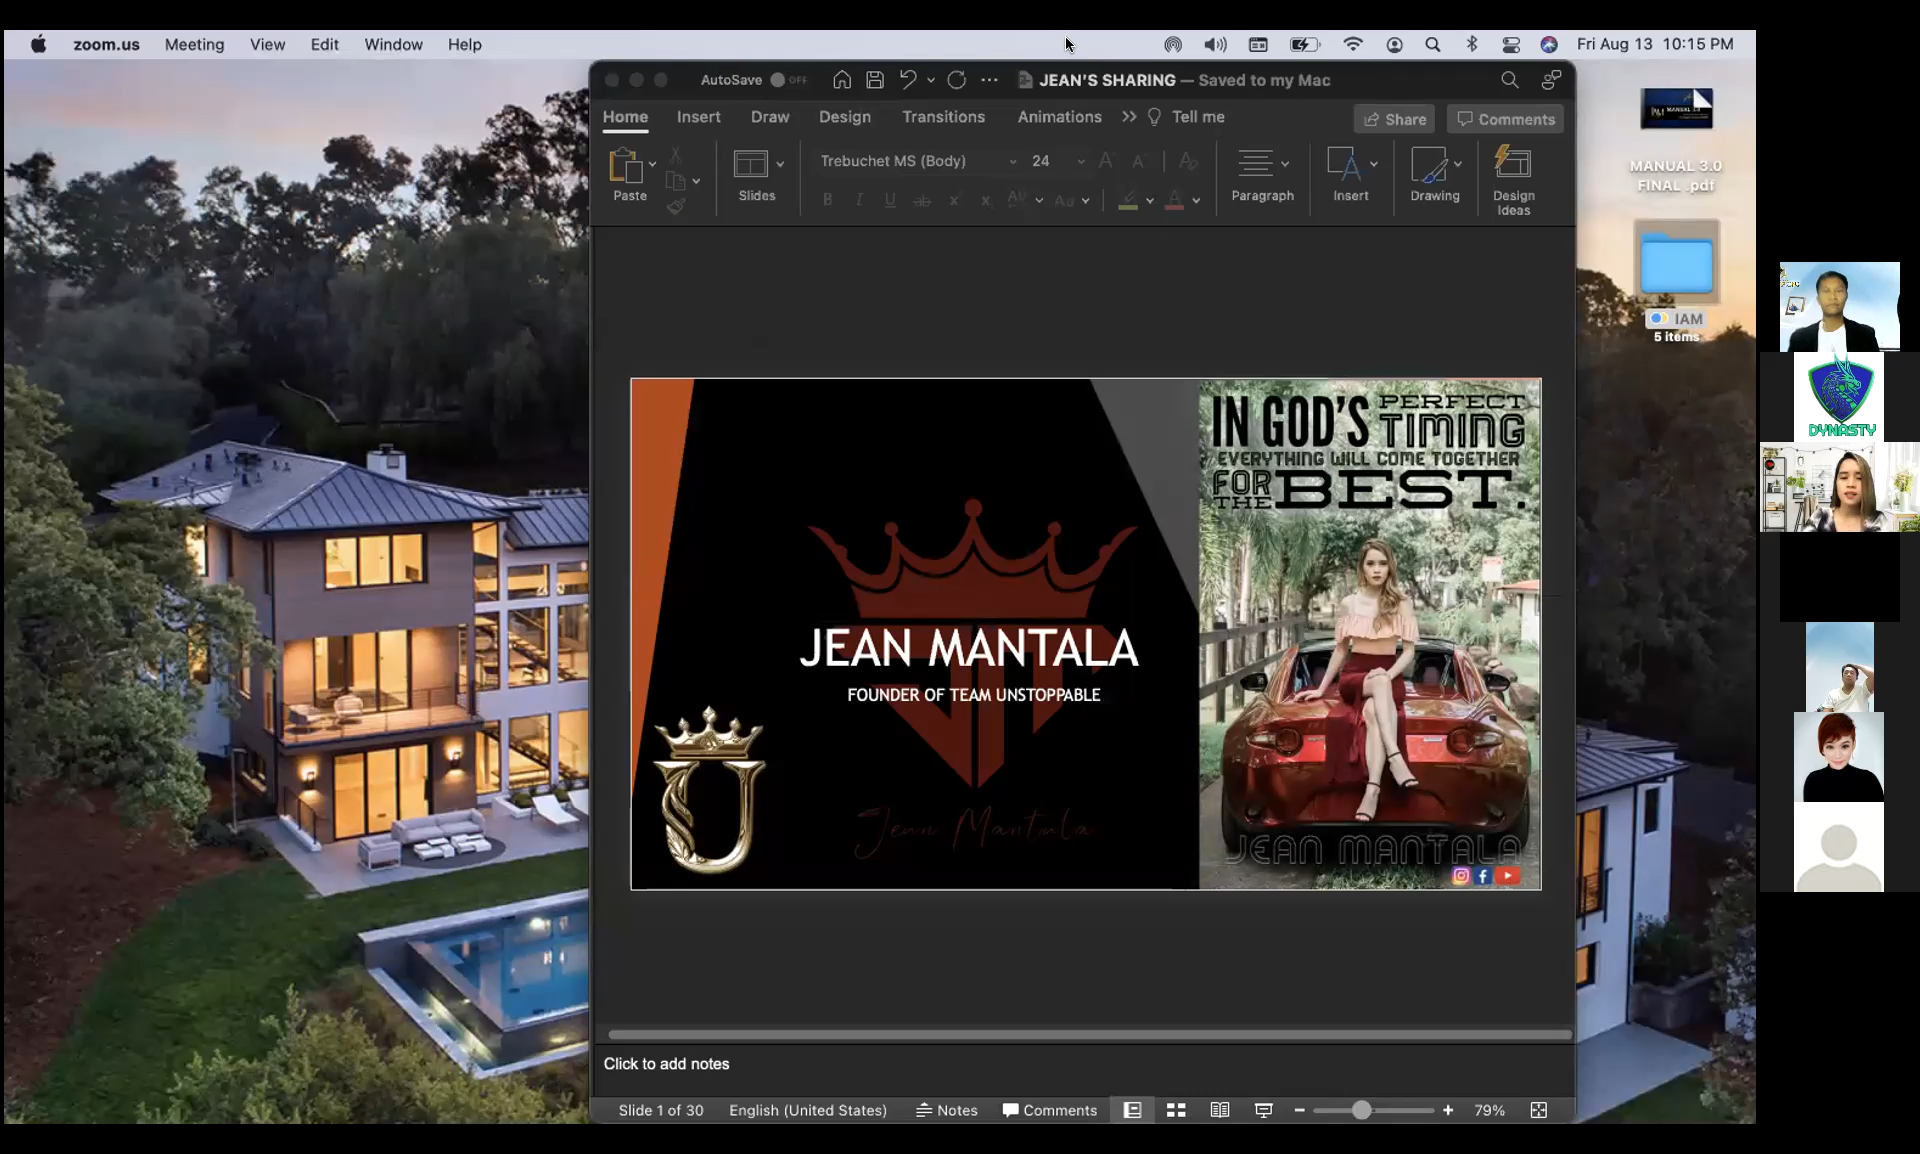 zoom.us Meeting View Edit Window Help Fri Aug 13 10:15 PM
AutoSave OFF JEAN'S SHARING — Saved to my Mac
Home Insert Draw Design Transitions Animations Tell me Share Comments
Trebuchet MS (Body) 24
Paste Slides Paragraph Insert Drawing Design
Ideas
MANUAL 3.0
MANUAL 3.0
FINAL .pdf
IAM
5 items
IN GOD'S PERFECT
TIMING
EVERYTHING WILL COME TOGETHER
FOR
THE BEST.
JEAN MANTALA
FOUNDER OF TEAM UNSTOPPABLE
U
Jean Mantala
JEAN MANTALA
DYNASTY
Click to add notes
Slide 1 of 30 English (United States) Notes Comments 79%